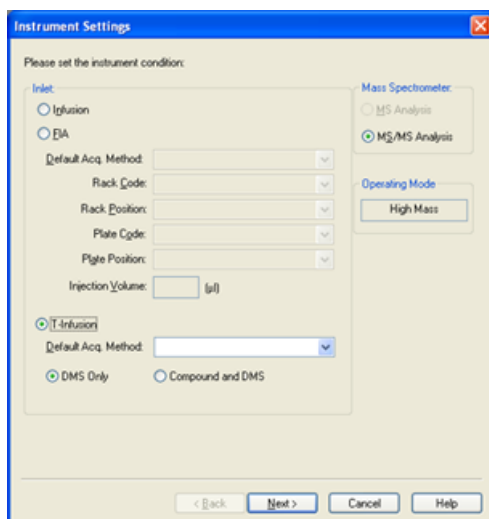 Instrument Settings
Please set the instrument condition:
Inlet:
Infusion
FIA
Default Acq. Method:
Rack Code:
Rack Position:
Plate Code:
Plate Position:
Injection Volume: (µl)
T-Infusion
Default Acq. Method:
DMS Only Compound and DMS
Mass Spectrometer:
MS Analysis
MS/MS Analysis
Operating Mode
High Mass
< Back Next > Cancel Help